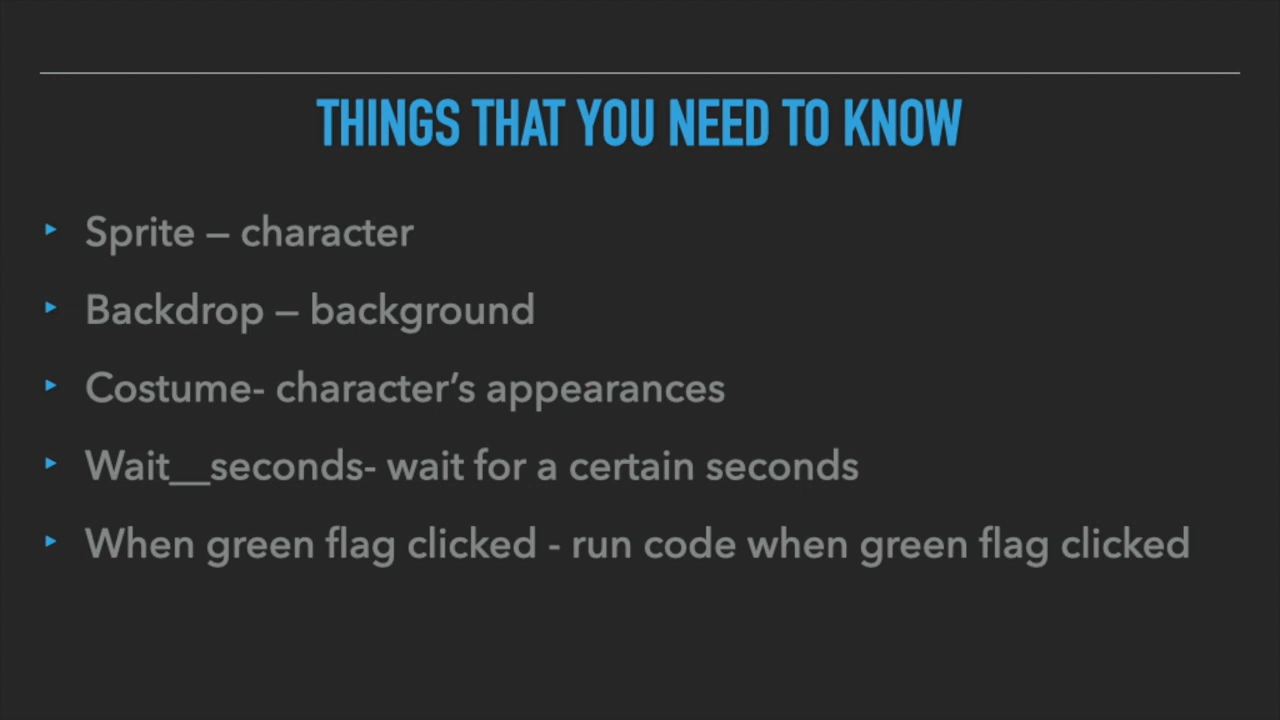 THINGS THAT YOU NEED TO KNOW
‣ Sprite – character
‣ Backdrop – background
‣ Costume- character’s appearances
‣ Wait__seconds- wait for a certain seconds
‣ When green flag clicked - run code when green flag clicked